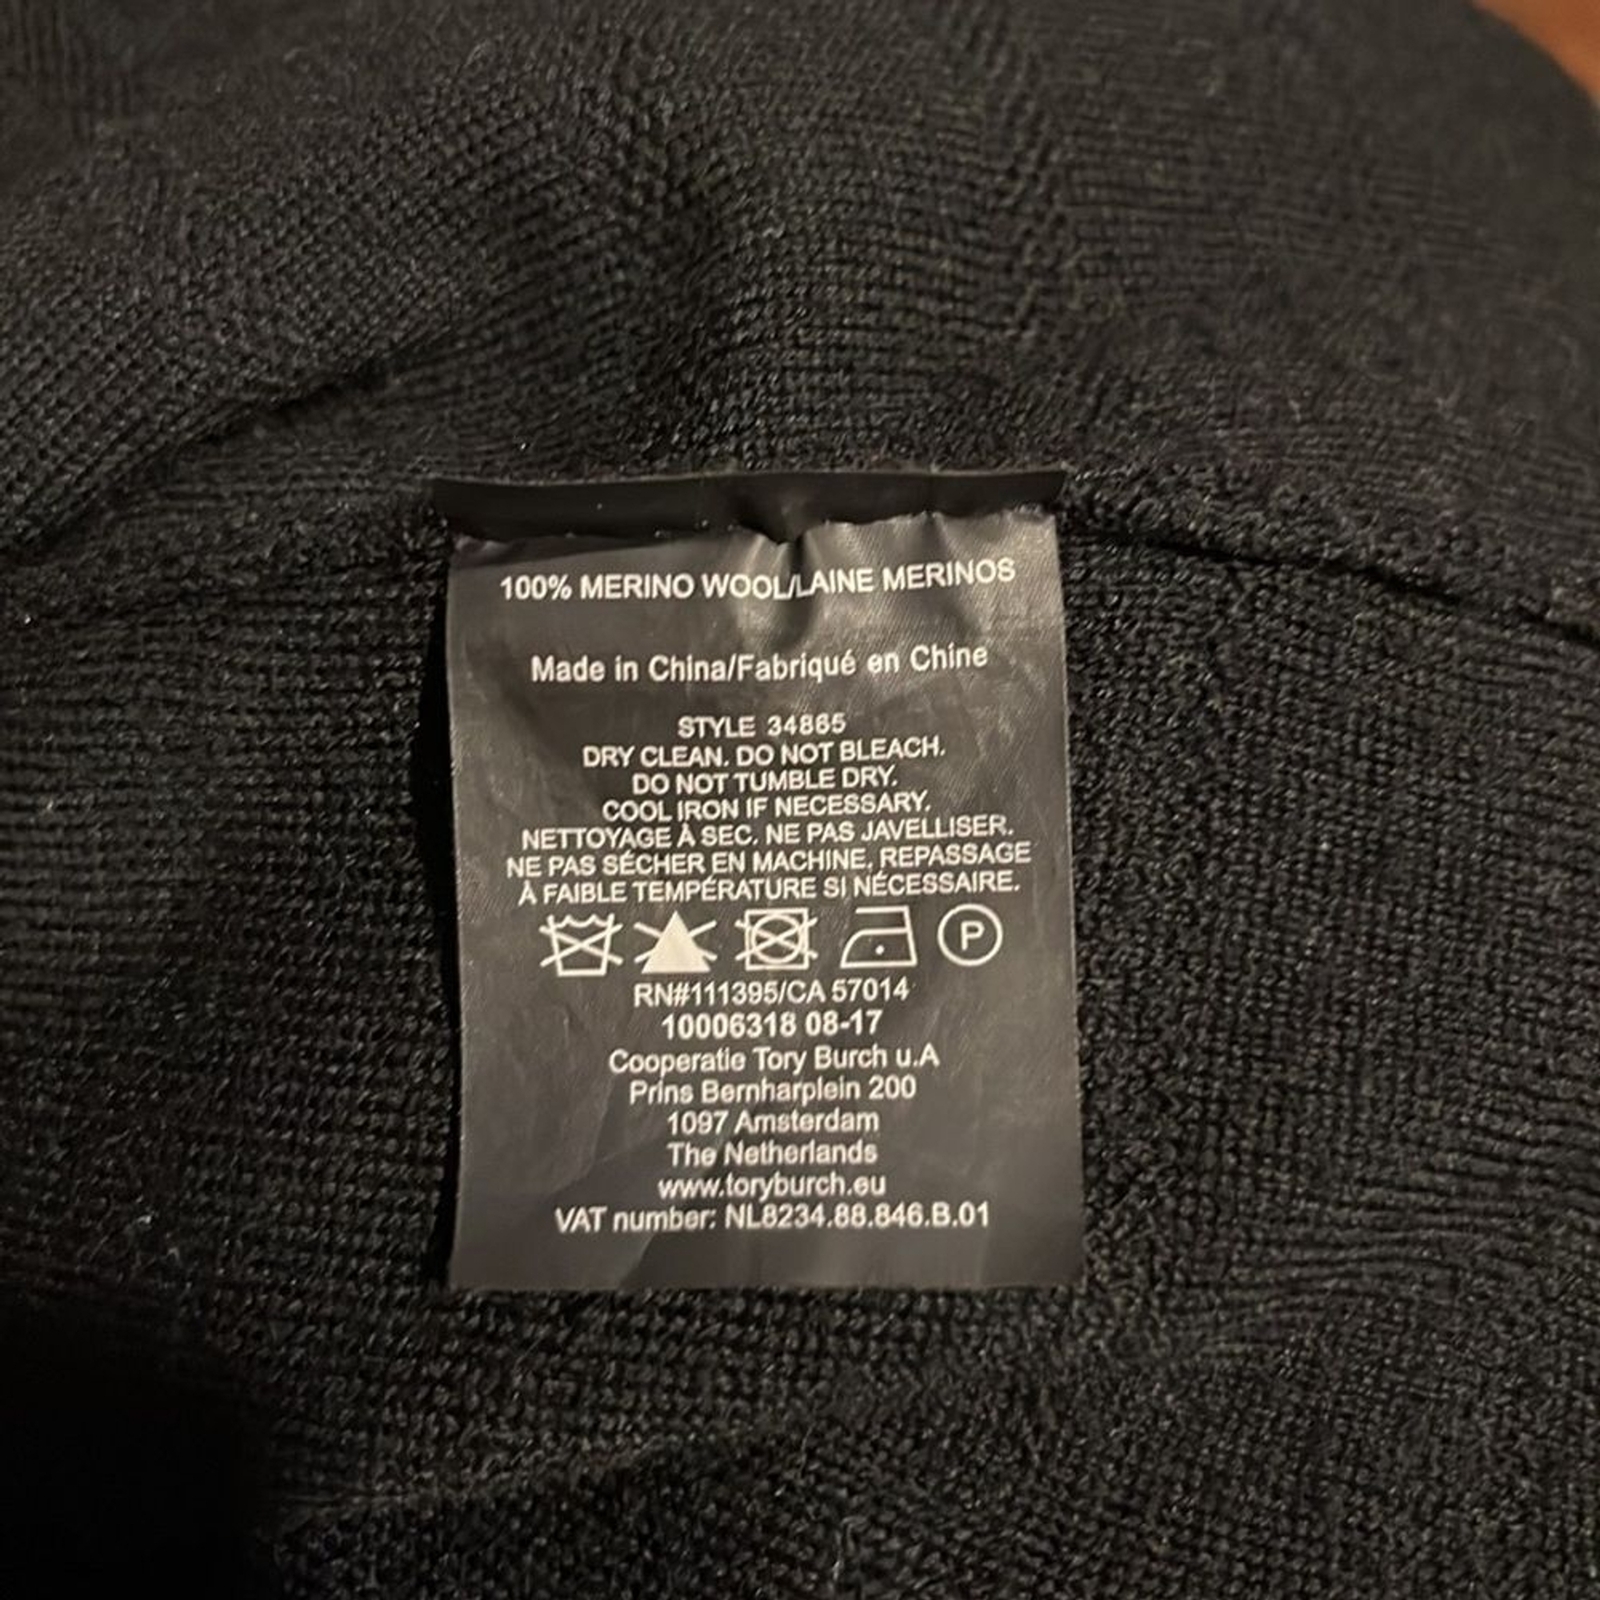 100% MERINO WOOL/LAINE MERINOS
Made in China/Fabriqué en Chine
STYLE 34865
DRY CLEAN. DO NOT BLEACH.
DO NOT TUMBLE DRY.
COOL IRON IF NECESSARY.
NETTOYAGE À SEC. NE PAS JAVELLISER.
NE PAS SÉCHER EN MACHINE. REPASSAGE
À FAIBLE TEMPÉRATURE SI NÉCESSAIRE.
P
RN#111395/CA 57014
10006318 08-17
Cooperatie Tory Burch u.A
Prins Bernharplein 200
1097 Amsterdam
The Netherlands
www.toryburch.eu
VAT number: NL8234.88.846.B.01